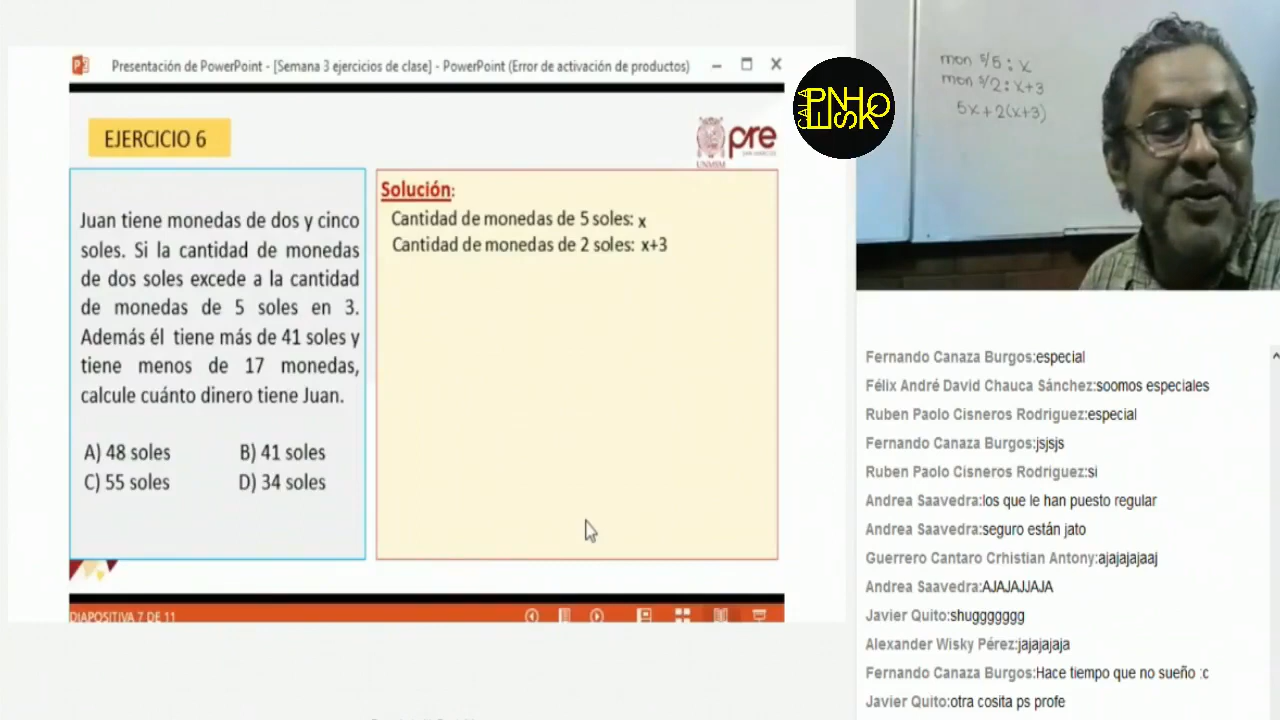 Presentación de PowerPoint - [Semana 3 ejercicios de clase] - PowerPoint (Error de activación de productos)
EJERCICIO 6
UNMSM
pre
SAN MARCOS
CALA
PENHSKO
mon s/5 : x
mon s/2 : x+3
5x+2(x+3)
Juan tiene monedas de dos y cinco
soles. Si la cantidad de monedas
de dos soles excede a la cantidad
de monedas de 5 soles en 3.
Además él tiene más de 41 soles y
tiene menos de 17 monedas,
calcule cuánto dinero tiene Juan.
A) 48 soles B) 41 soles
C) 55 soles D) 34 soles
Solución:
Cantidad de monedas de 5 soles: x
Cantidad de monedas de 2 soles: x+3
DIAPOSITIVA 7 DE 11
Fernando Canaza Burgos:especial
Félix André David Chauca Sánchez:soomos especiales
Ruben Paolo Cisneros Rodriguez:especial
Fernando Canaza Burgos:jsjsjs
Ruben Paolo Cisneros Rodriguez:si
Andrea Saavedra:los que le han puesto regular
Andrea Saavedra:seguro están jato
Guerrero Cantaro Crhistian Antony:ajajajajaaj
Andrea Saavedra:AJAJAJJAJA
Javier Quito:shuggggggg
Alexander Wisky Pérez:jajajajaja
Fernando Canaza Burgos:Hace tiempo que no sueño :c
Javier Quito:otra cosita ps profe